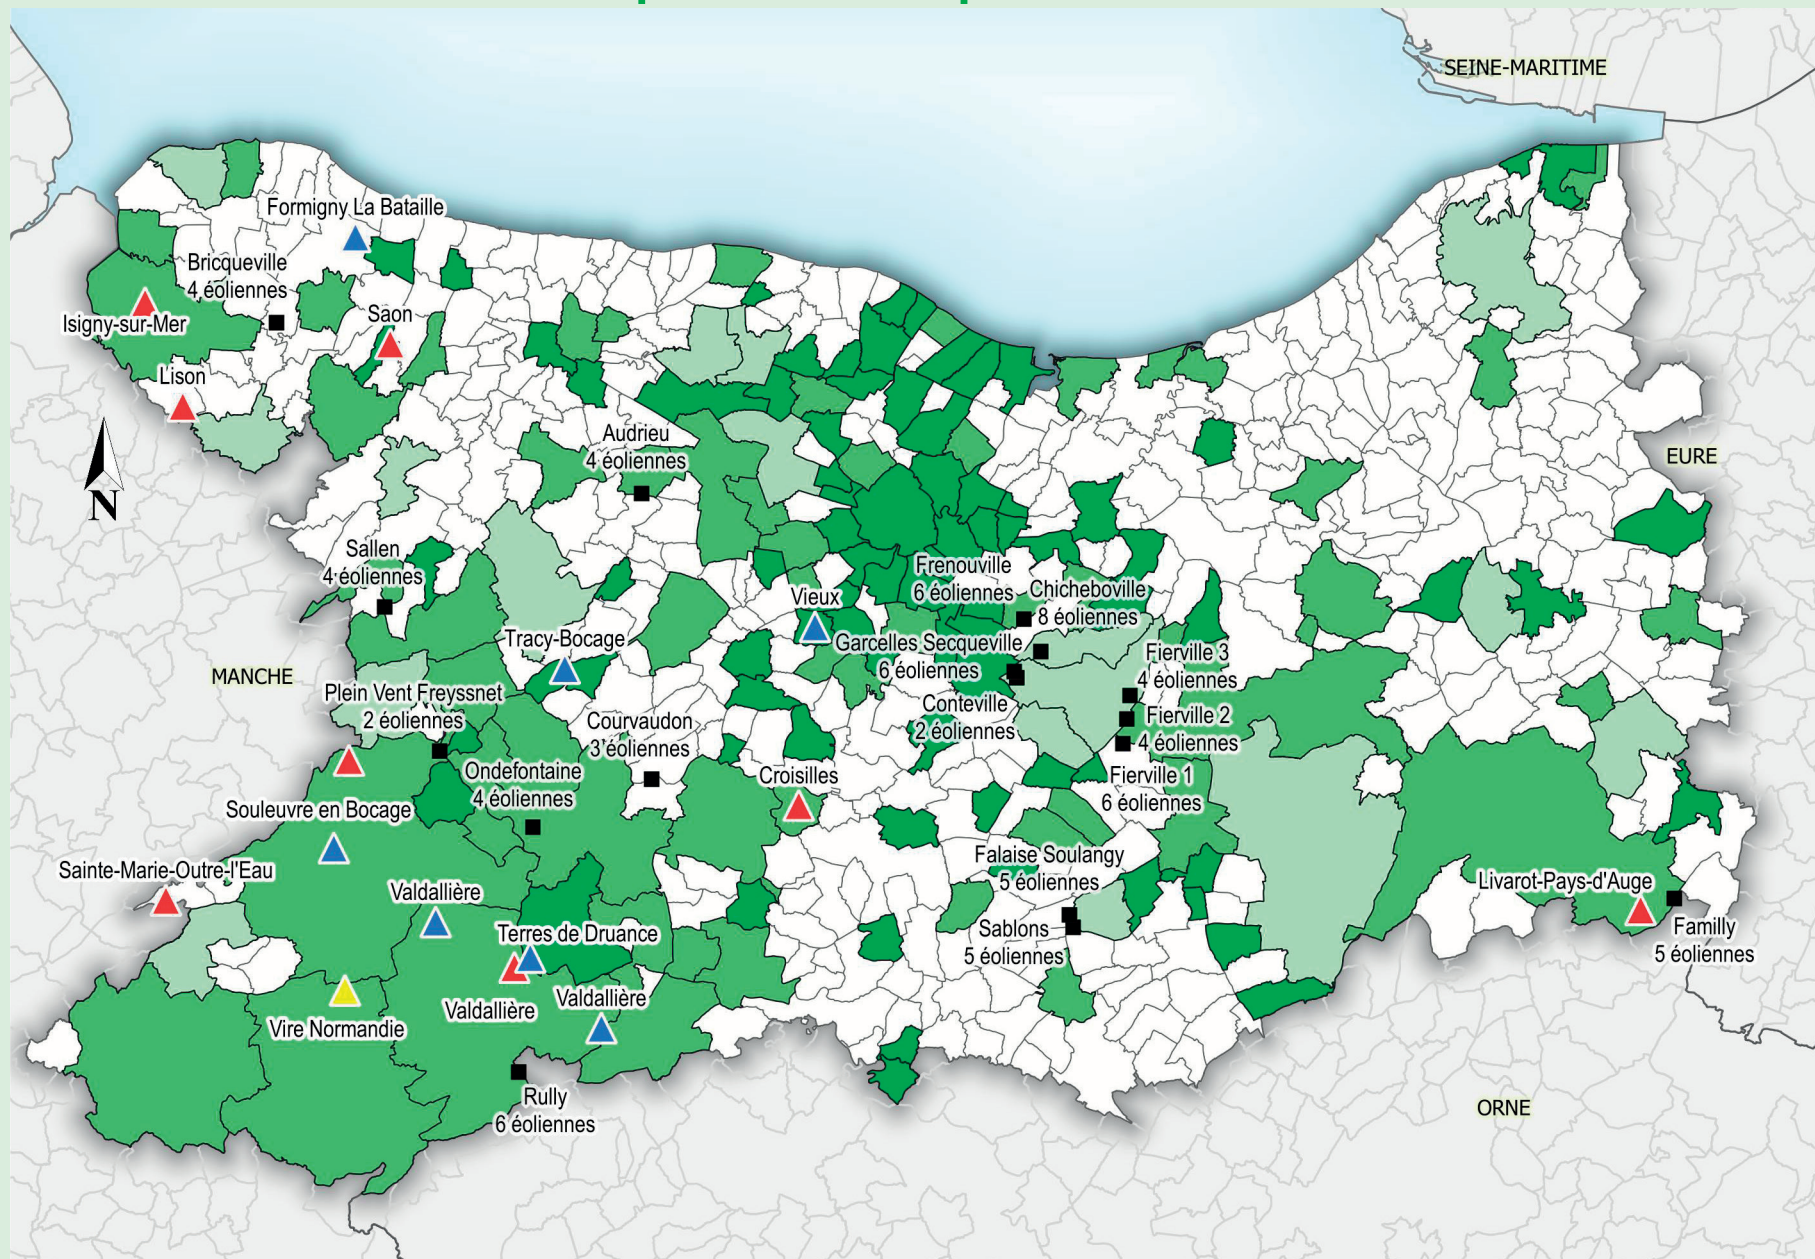 SEINE-MARITIME
Formigny La Bataille
Bricqueville
4 éoliennes
Isigny-sur-Mer
Saon
Lison
Audrieu
4 éoliennes
EURE
N
Sallen
4 éoliennes
Frenouville
6 éoliennes
Chicheboville
8 éoliennes
Vieux
Tracy-Bocage
Garcelles Secqueville
6 éoliennes
Fierville 3
4 éoliennes
MANCHE
Plein Vent Freyssnet
2 éoliennes
Conteville
2 éoliennes
Fierville 2
4 éoliennes
Courvaudon
3 éoliennes
Ondefontaine
4 éoliennes
Croisilles
Fierville 1
6 éoliennes
Souleuvre en Bocage
Falaise Soulangy
5 éoliennes
Sainte-Marie-Outre-l'Eau
Valdallière
Livarot-Pays-d'Auge
Terres de Druance
Sablons
5 éoliennes
Familly
5 éoliennes
Valdallière
Valdallière
Vire Normandie
Rully
6 éoliennes
ORNE